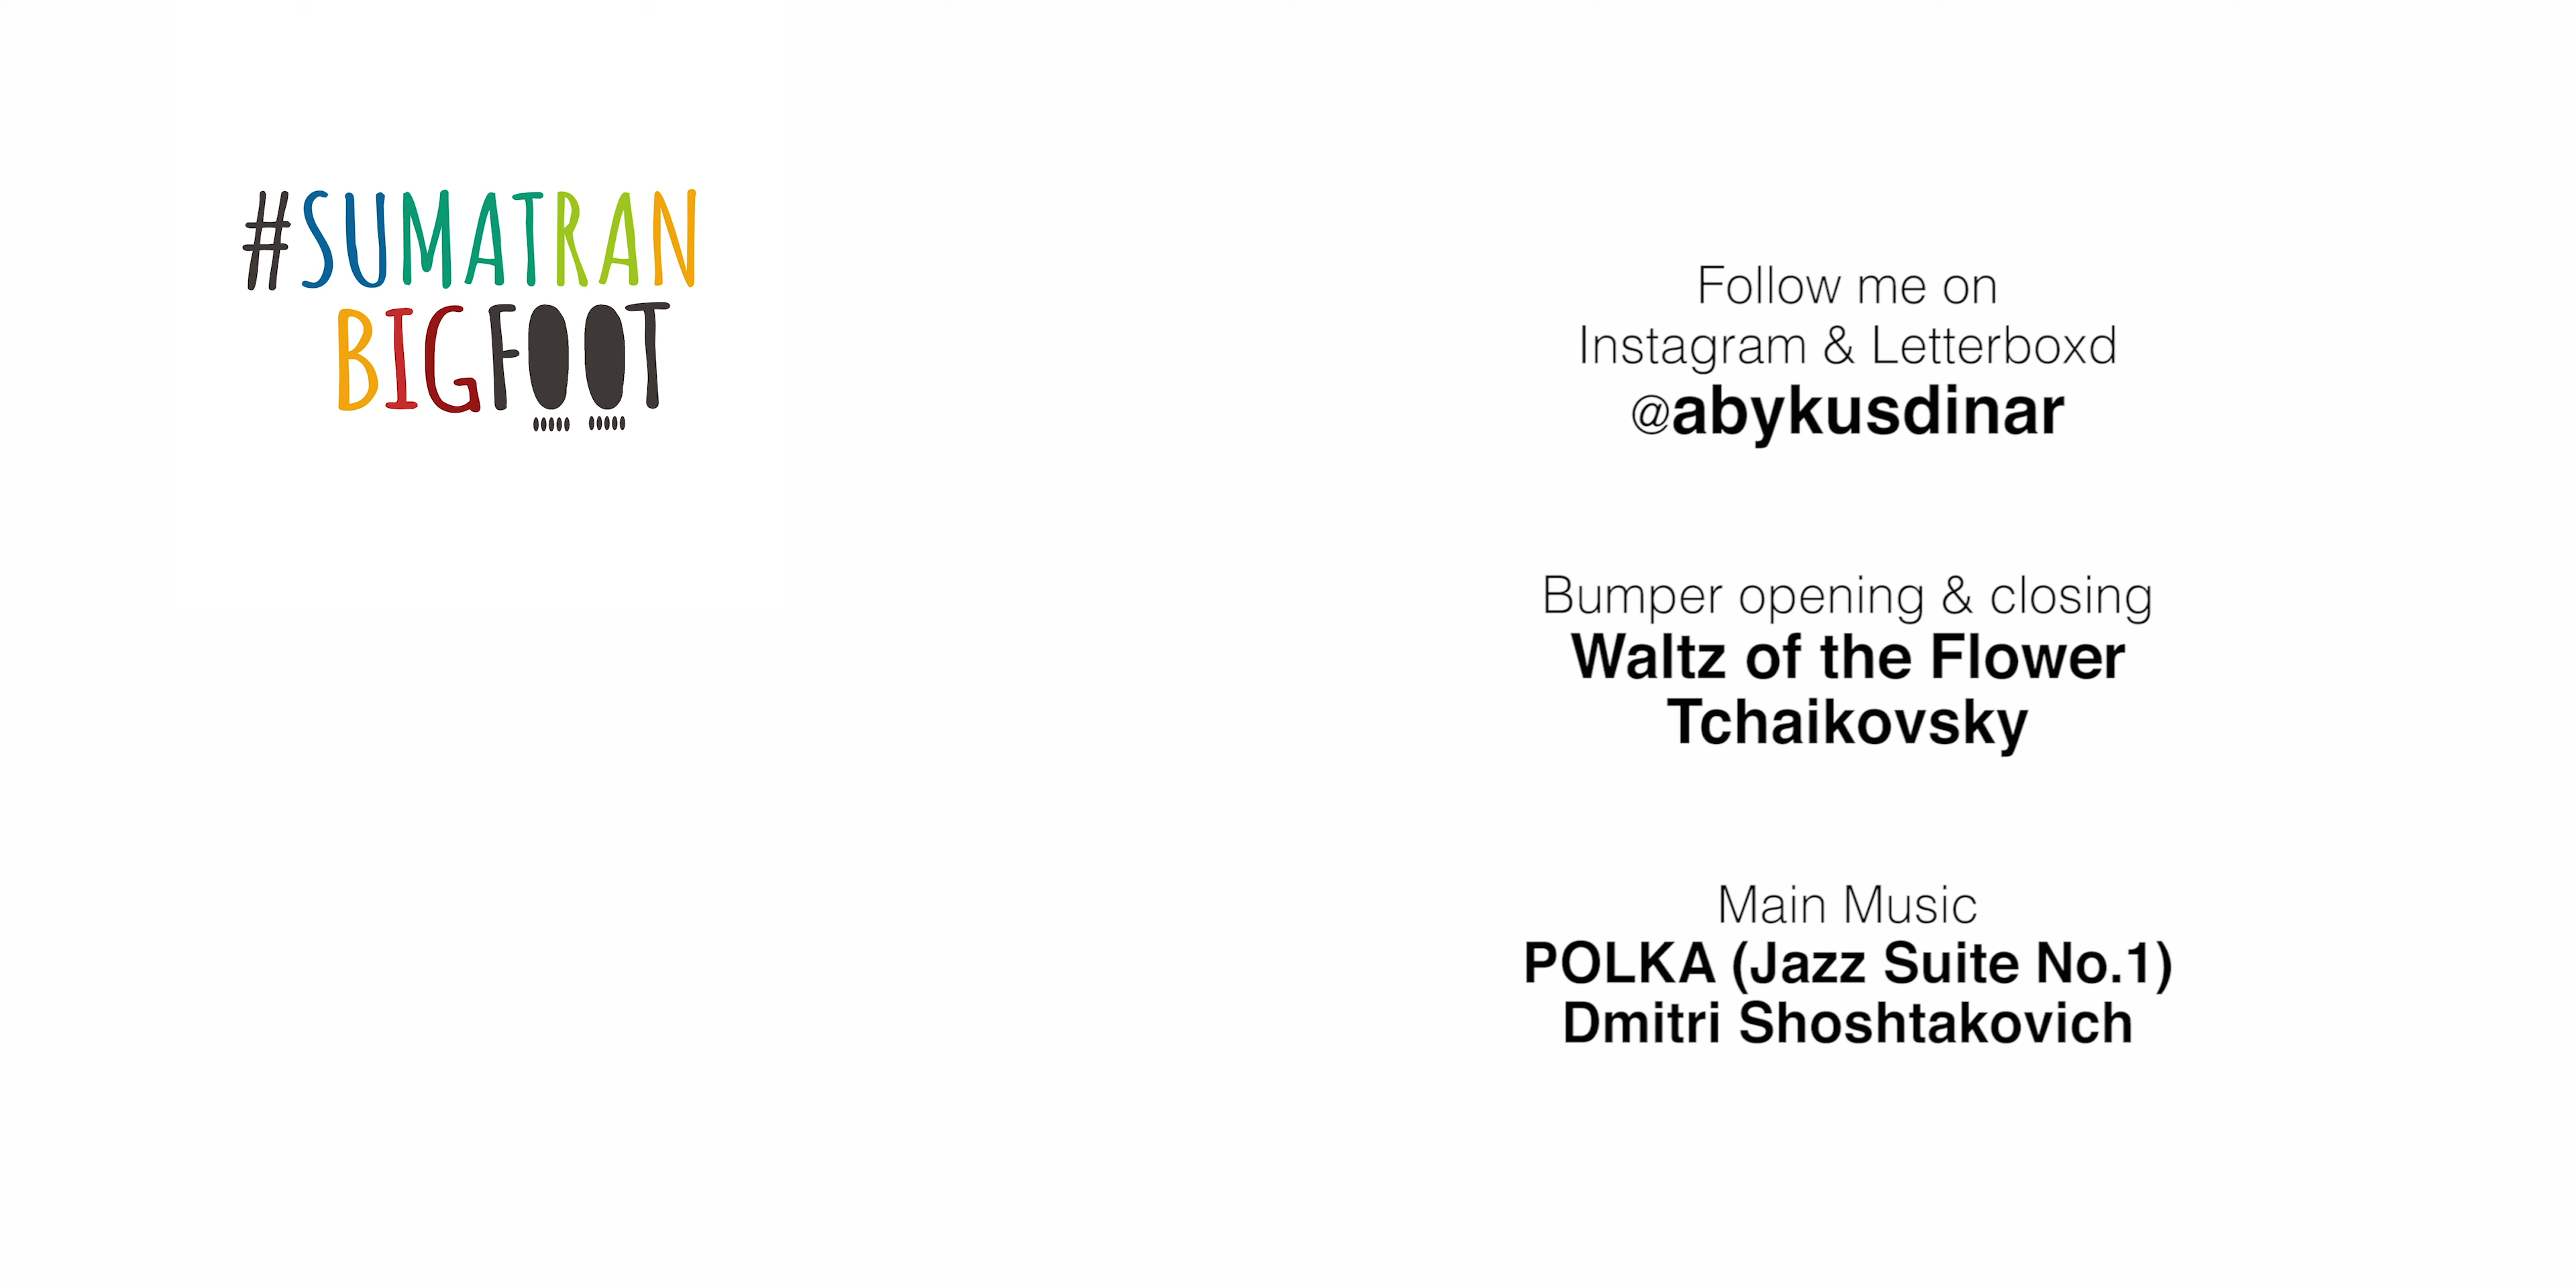 #SUMATRAN
BIGFOOT
Follow me on
Instagram & Letterboxd
@abykusdinar
Bumper opening & closing
Waltz of the Flower
Tchaikovsky
Main Music
POLKA (Jazz Suite No.1)
Dmitri Shoshtakovich